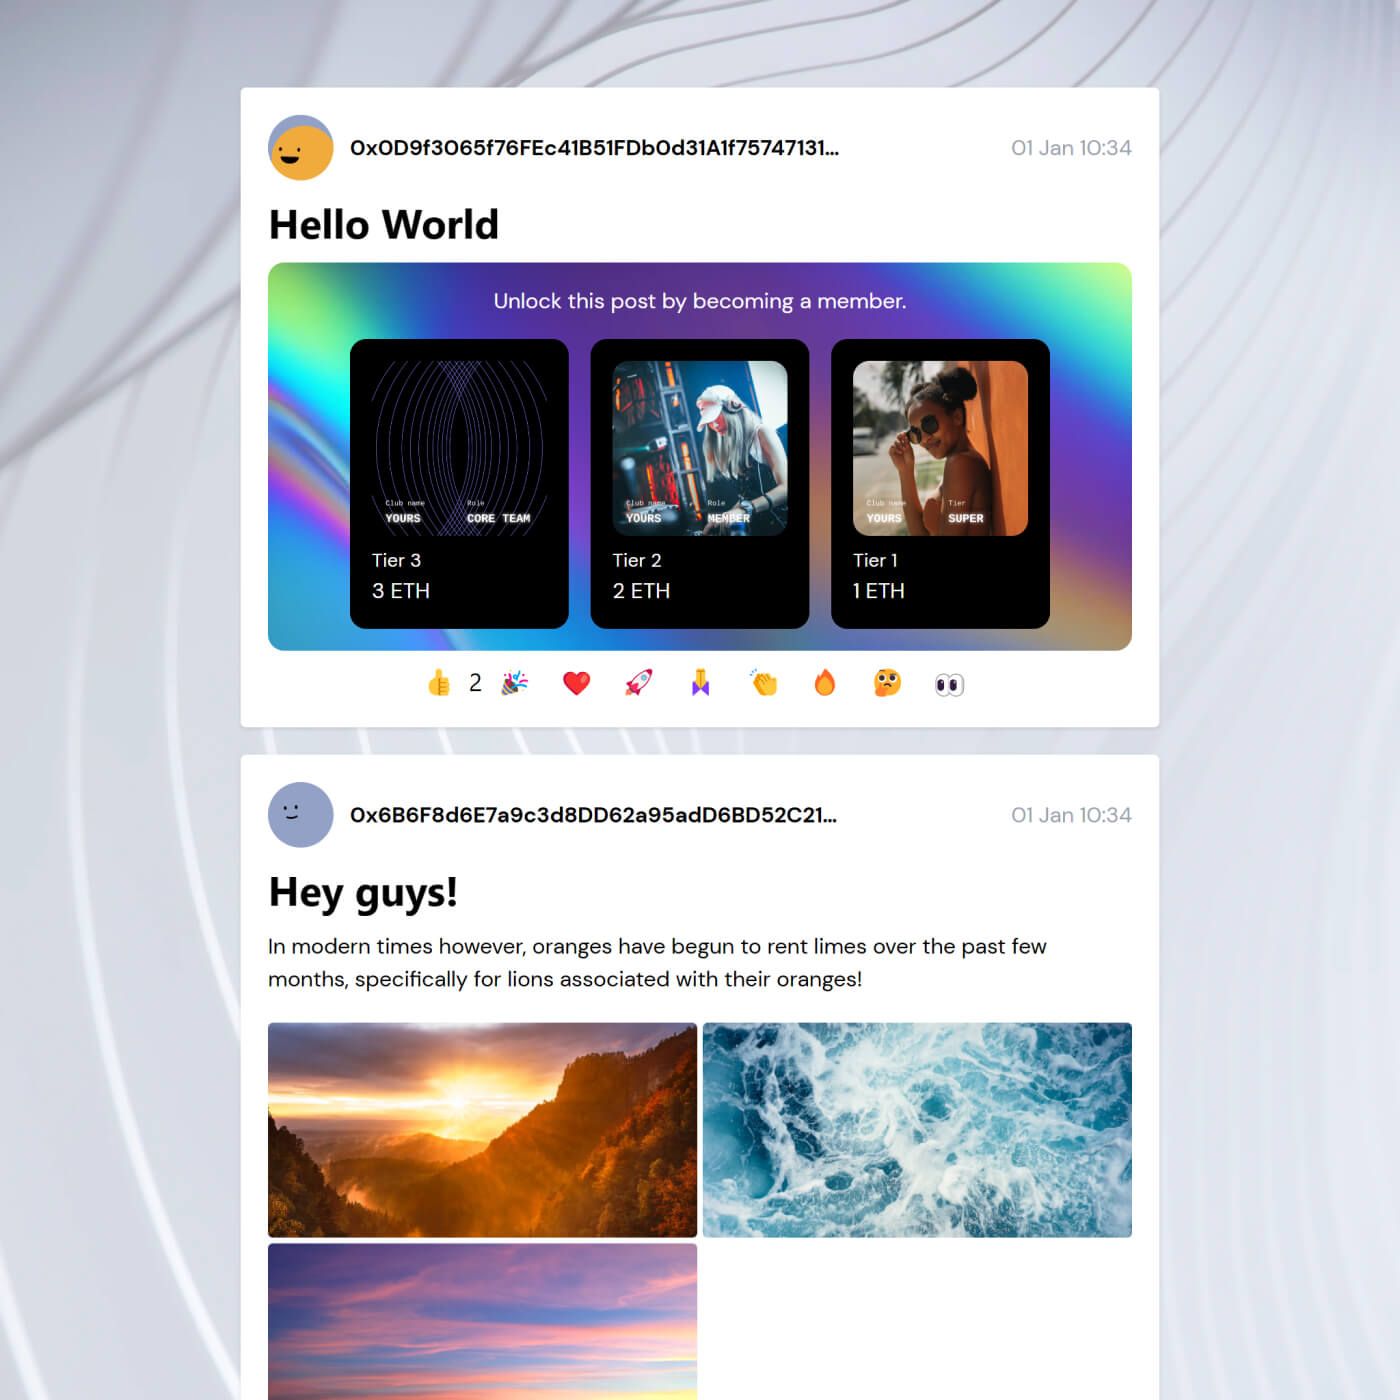 0x0D9f3O65f76FEc41B51FDb0d31A1f75747131...
01 Jan 10:34
Hello World
Unlock this post by becoming a member.
Club name
Role
YOURS
CORE TEAM
Tier 3
3 ETH
Club name
Role
YOURS
MEMBER
Tier 2
2 ETH
Club name
Tier
YOURS
SUPER
Tier 1
1 ETH
2
0x6B6F8d6E7a9c3d8DD62a95adD6BD52C21...
01 Jan 10:34
Hey guys!
In modern times however, oranges have begun to rent limes over the past few
months, specifically for lions associated with their oranges!